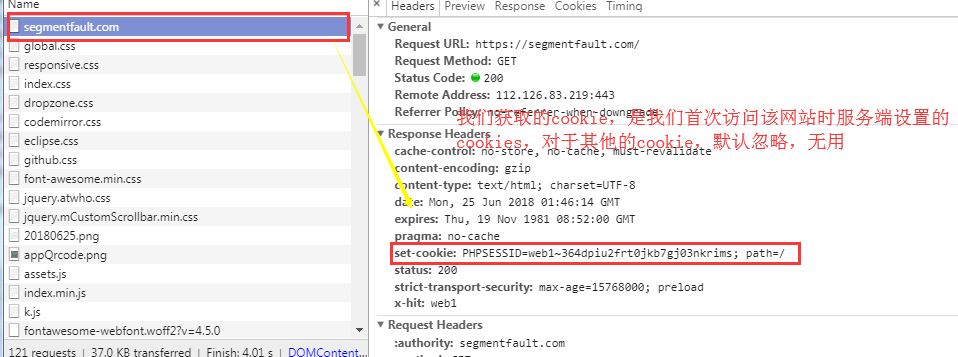 Name
segmentfault.com
global.css
responsive.css
index.css
dropzone.css
codemirror.css
eclipse.css
github.css
font-awesome.min.css
jquery.atwho.css
jquery.mCustomScrollbar.min.css
20180625.png
appQrcode.png
assets.js
index.min.js
k.js
fontawesome-webfont.woff2?v=4.5.0
121 requests | 37.0 KB transferred | Finish: 4.01 s | DOMContent...
× Headers Preview Response Cookies Timing
General
Request URL: https://segmentfault.com/
Request Method: GET
Status Code: 200
Remote Address: 112.126.83.219:443
Referrer Policy: no-referrer-when-downgrade
我们获取的cookie，是我们首次访问该网站时服务端设置的
cookies，对于其他的cookie，默认忽略，无用
Response Headers
cache-control: no-store, no-cache, must-revalidate
content-encoding: gzip
content-type: text/html; charset=UTF-8
date: Mon, 25 Jun 2018 01:46:14 GMT
expires: Thu, 19 Nov 1981 08:52:00 GMT
pragma: no-cache
set-cookie: PHPSESSID=web1~364dpiu2frt0jkb7gj03nkrims; path=/
status: 200
strict-transport-security: max-age=15768000; preload
x-hit: web1
Request Headers
:authority: segmentfault.com